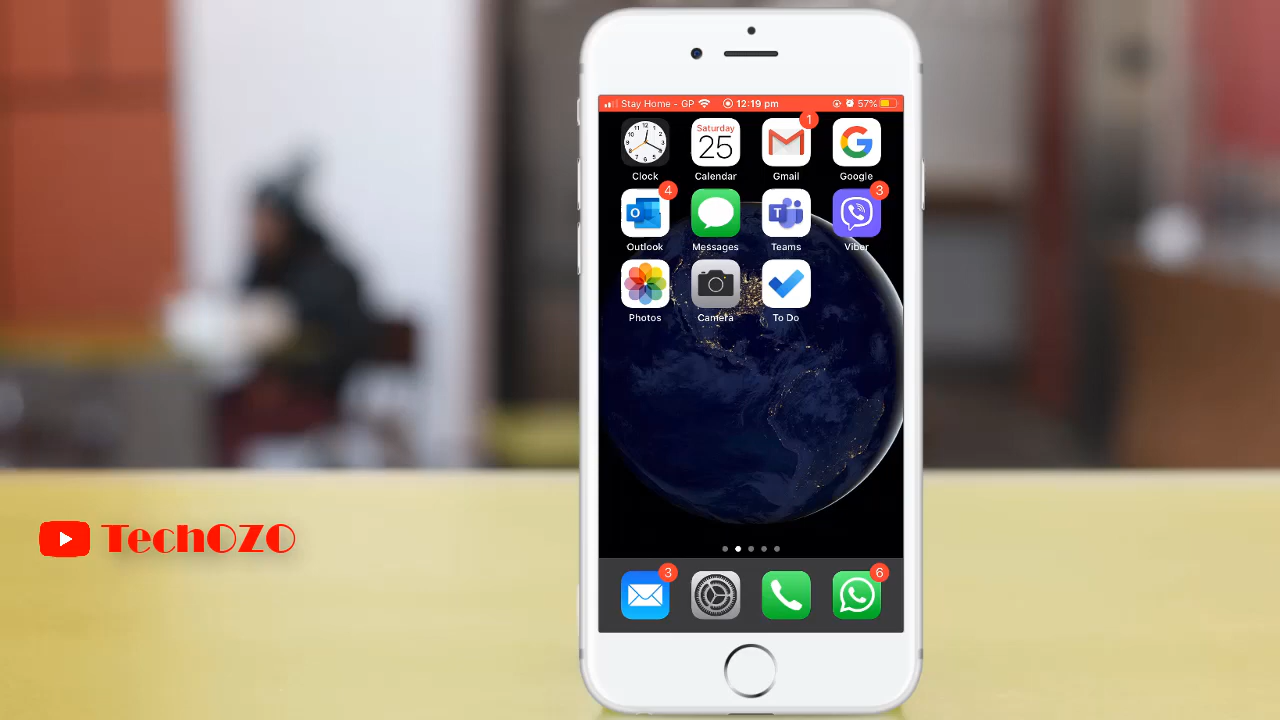 Stay Home - GP 12:19 pm 57%
1
Saturday
25
Clock Calendar Gmail Google
4 3
Outlook Messages Teams Viber
Photos Camera To Do
TechOZO
3 6